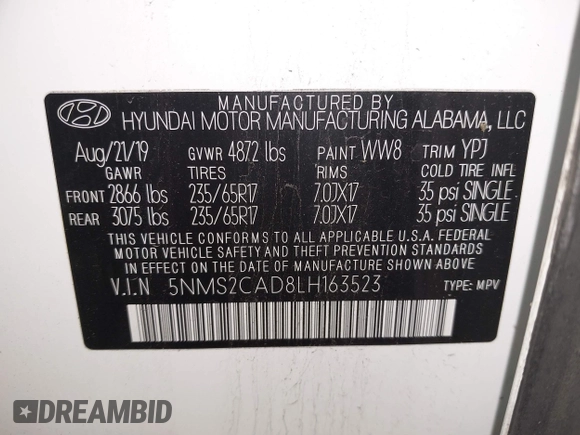 MANUFACTURED BY
HYUNDAI MOTOR MANUFACTURING ALABAMA, LLC
Aug/21/19 GVWR 4872 lbs PAINT WW8 TRIM YPJ
GAWR TIRES RIMS COLD TIRE INFL
FRONT 2866 lbs 235/65R17 7.0JX17 35 psi SINGLE
REAR 3075 lbs 235/65R17 7.0JX17 35 psi SINGLE
THIS VEHICLE CONFORMS TO ALL APPLICABLE U.S.A. FEDERAL
MOTOR VEHICLE SAFETY AND THEFT PREVENTION STANDARDS
IN EFFECT ON THE DATE OF MANUFACTURE SHOWN ABOVE.
V.I.N 5NMS2CAD8LH163523 TYPE: MPV
DREAMBID